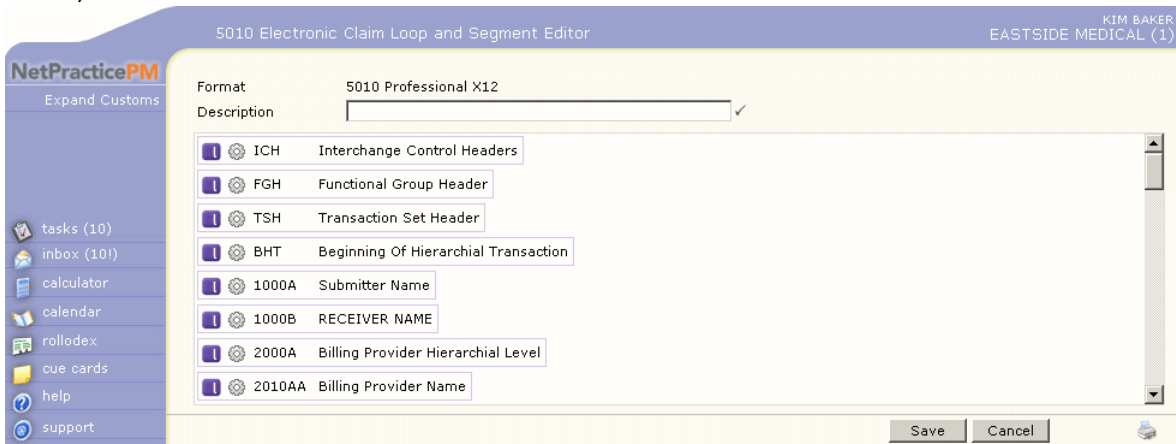 5010 Electronic Claim Loop and Segment Editor
KIM BAKER
EASTSIDE MEDICAL (1)
NetPracticePM
Expand Customs
tasks (10)
inbox (10!)
calculator
calendar
rollodex
cue cards
help
support
Format 5010 Professional X12
Description
ICH Interchange Control Headers
FGH Functional Group Header
TSH Transaction Set Header
BHT Beginning Of Hierarchial Transaction
1000A Submitter Name
1000B RECEIVER NAME
2000A Billing Provider Hierarchial Level
2010AA Billing Provider Name
Save Cancel